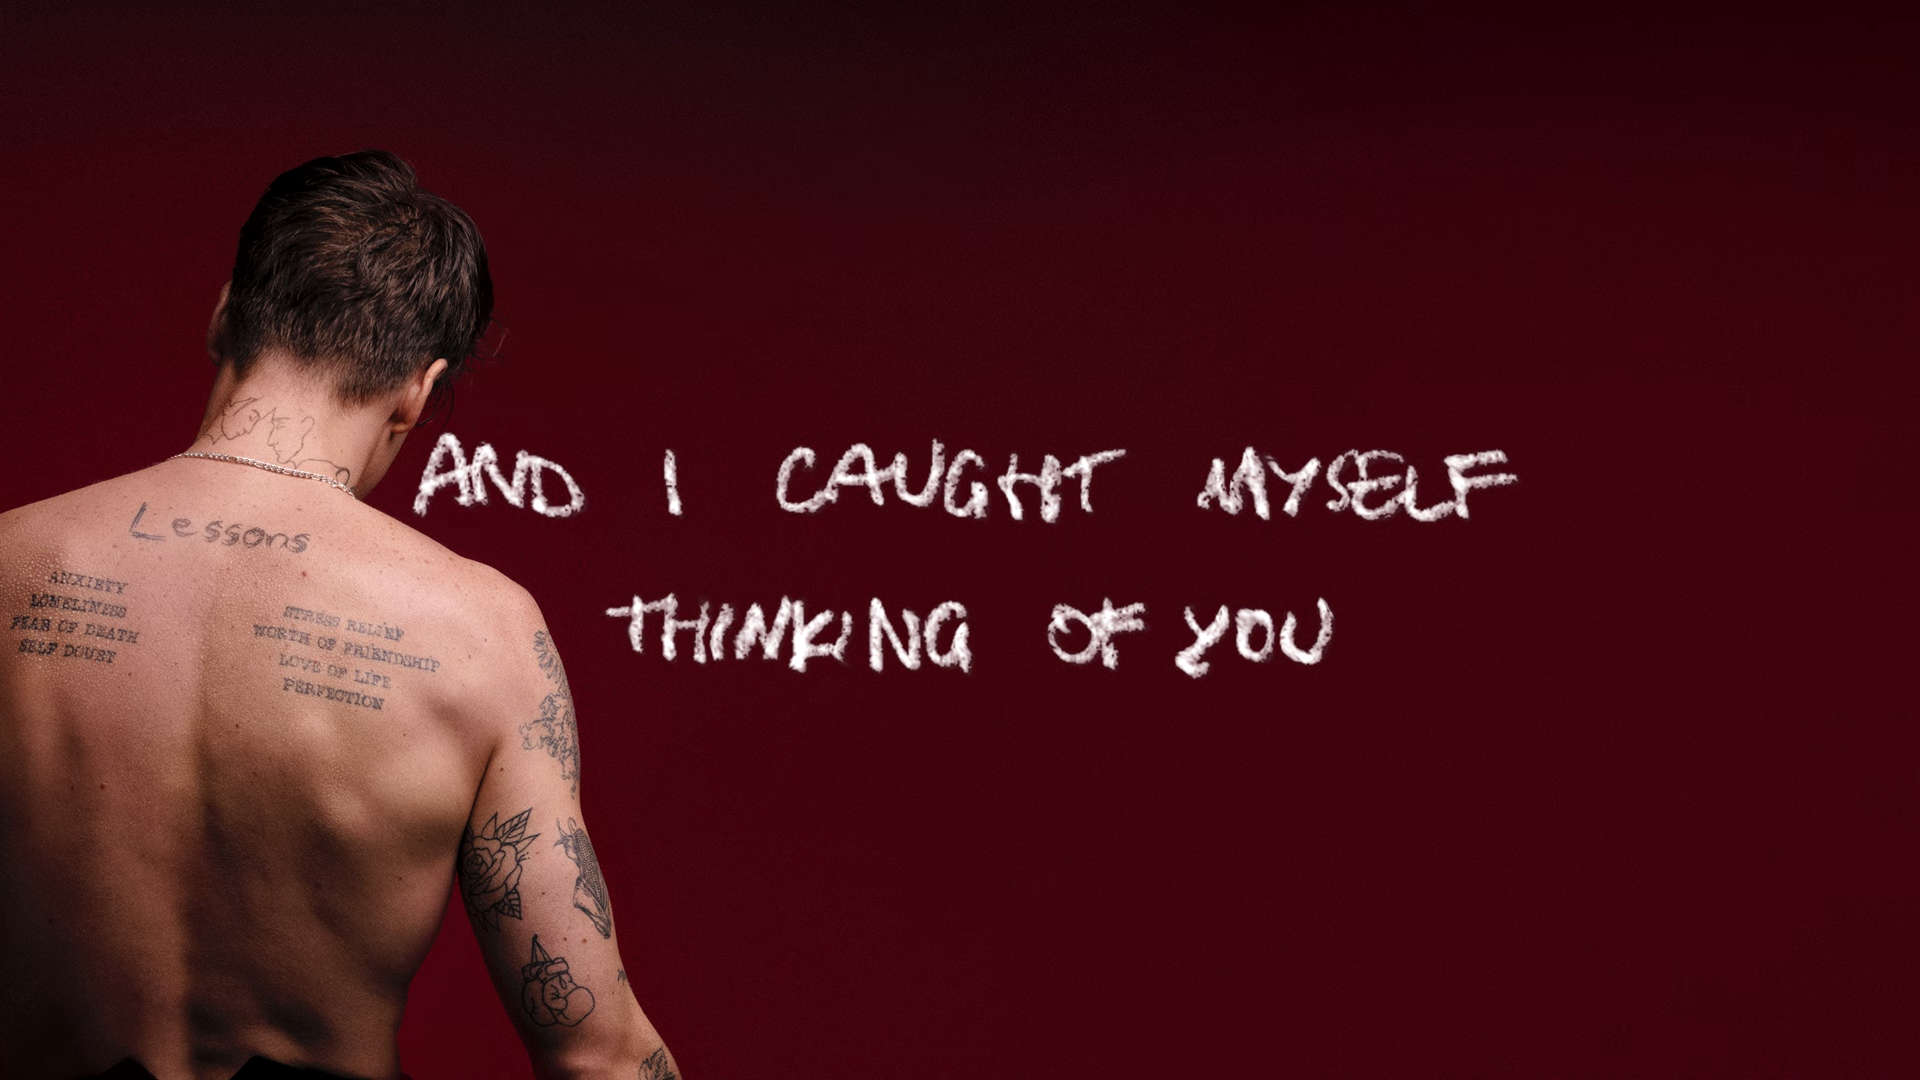 AND I CAUGHT MYSELF
THINKING OF YOU
Lessons
ANXIETY
LONELINESS
FEAR OF DEATH
SELF DOUBT
STRESS RELIEF
WORTH OF FRIENDSHIP
LOVE OF LIFE
PERFECTION